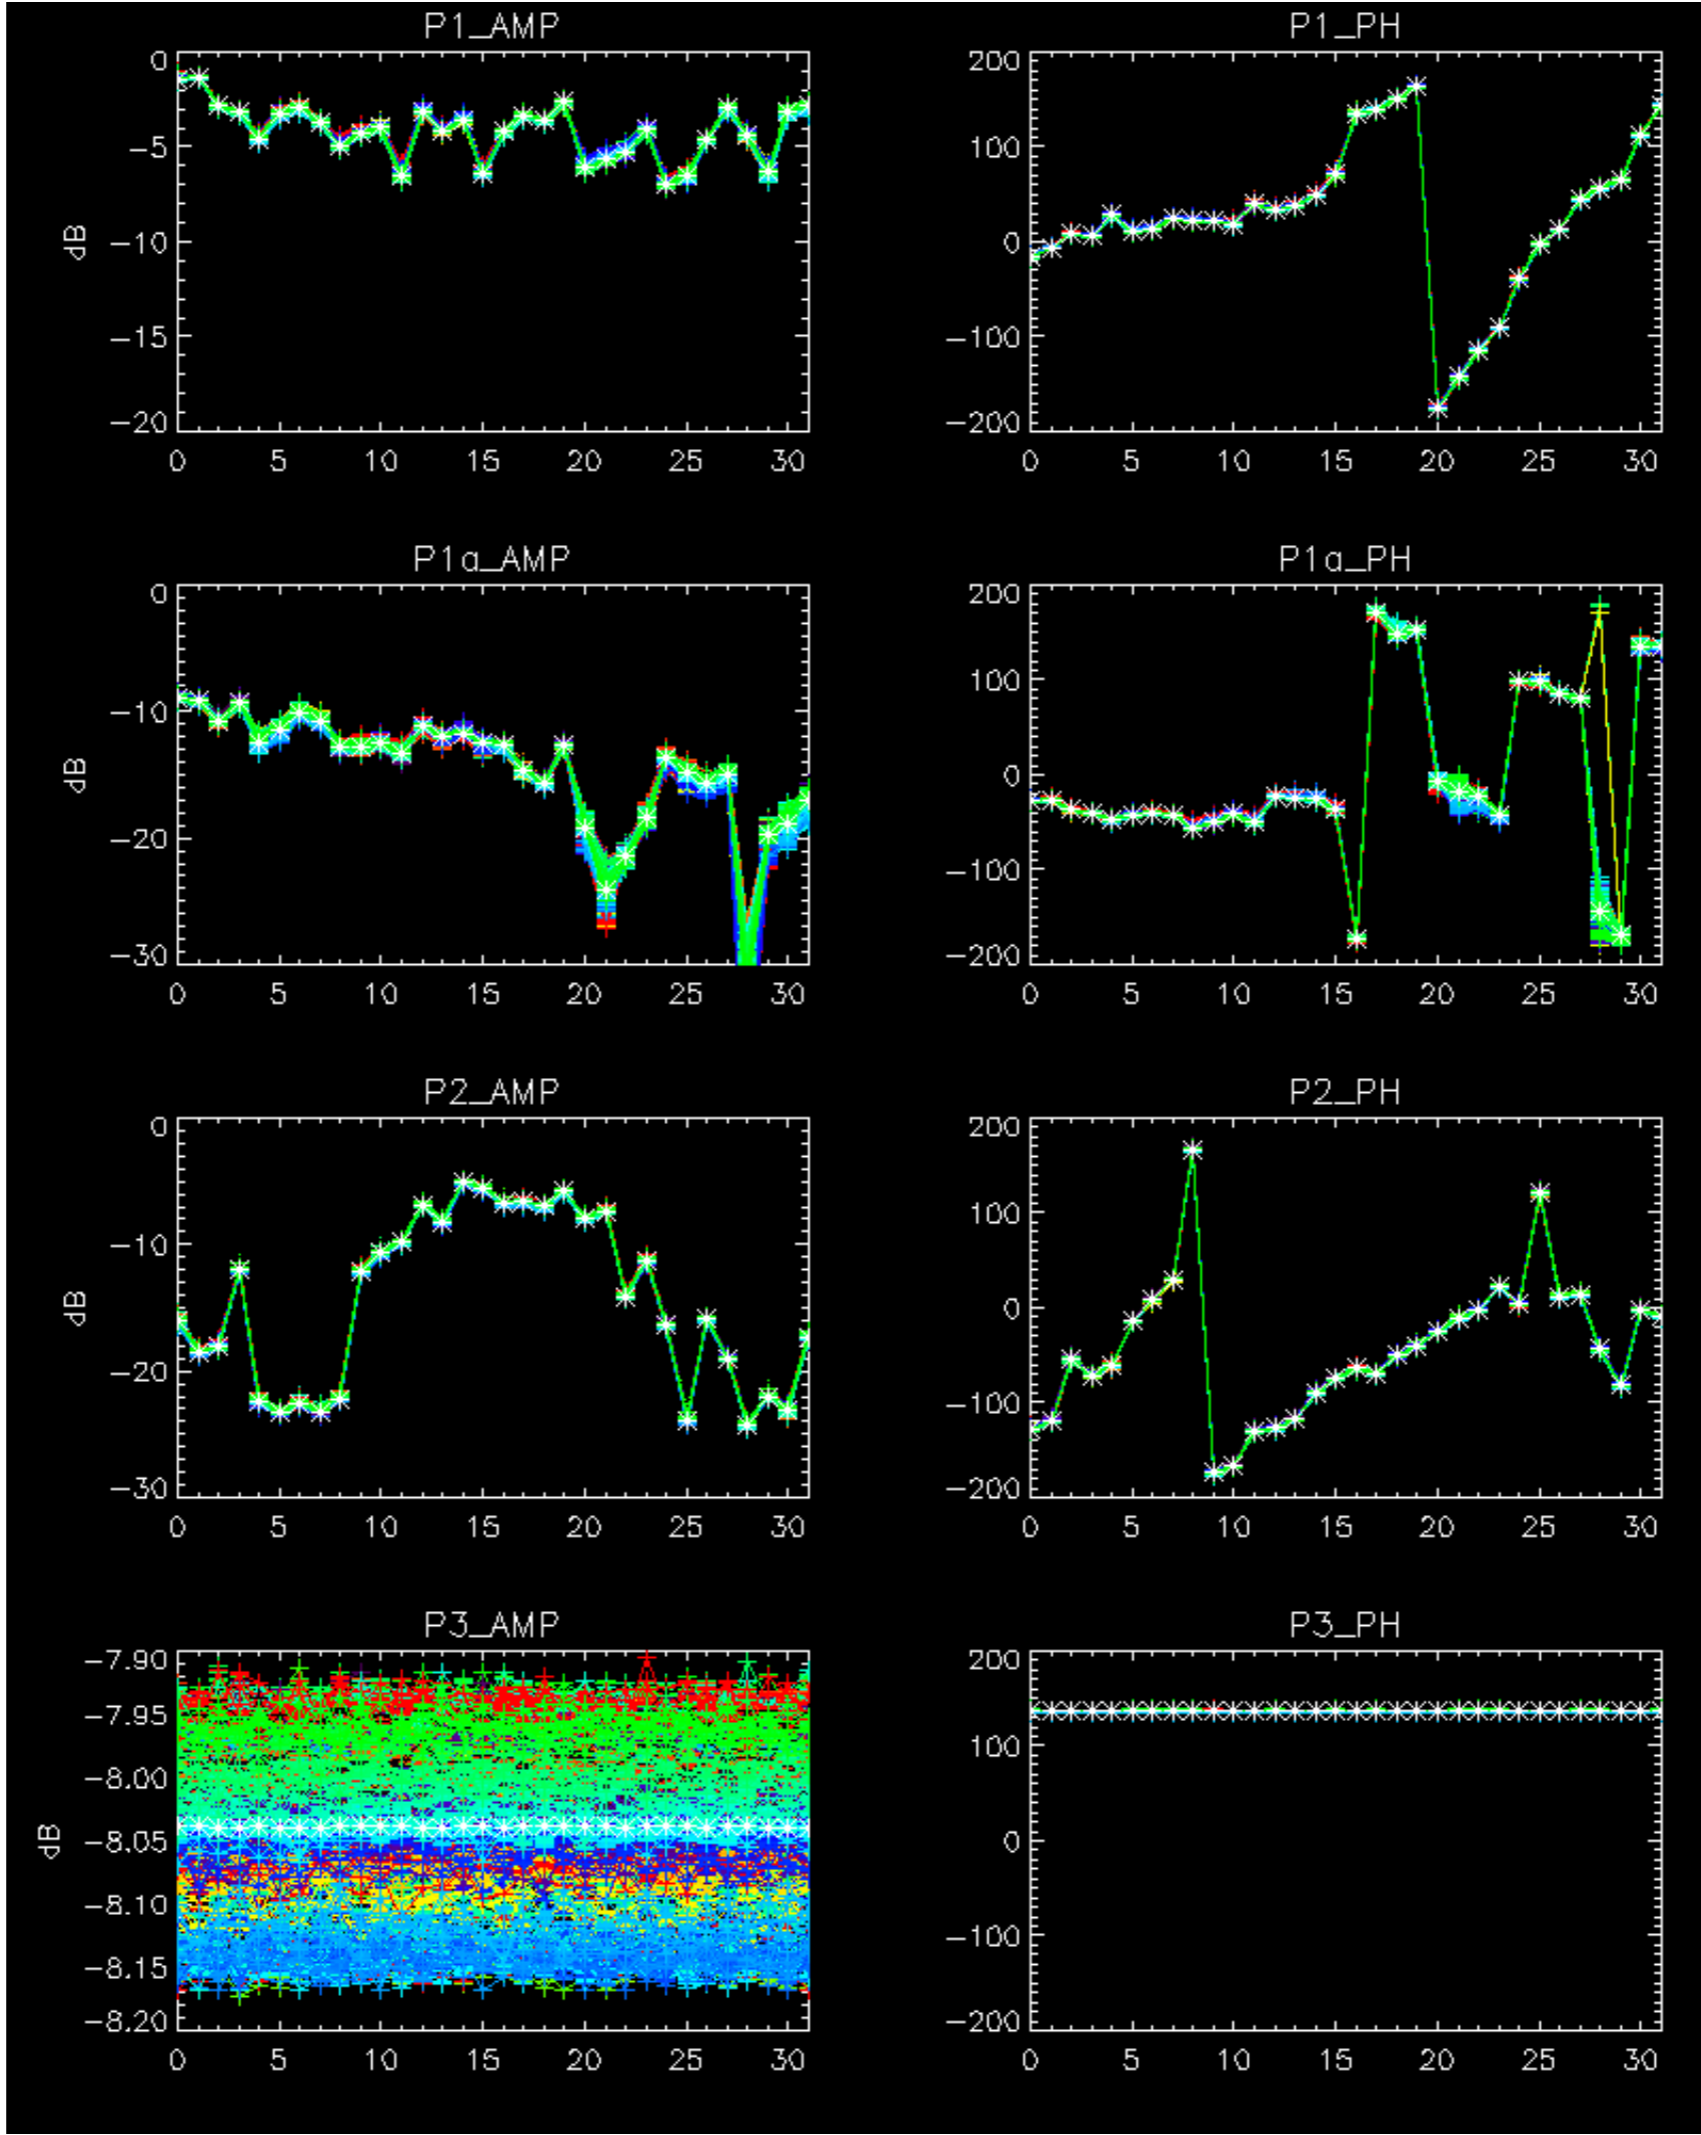 P1_AMP P1_PH
0 200
-5 100
dB -10 0
-15 -100
-20 -200
0 5 10 15 20 25 30 0 5 10 15 20 25 30
P1a_AMP P1a_PH
0 200
-10 100
dB 0
-20 -100
-30 -200
0 5 10 15 20 25 30 0 5 10 15 20 25 30
P2_AMP P2_PH
0 200
-10 100
dB 0
-20 -100
-30 -200
0 5 10 15 20 25 30 0 5 10 15 20 25 30
P3_AMP P3_PH
-7.90 200
-7.95 100
-8.00
dB -8.05 0
-8.10 -100
-8.15
-8.20 -200
0 5 10 15 20 25 30 0 5 10 15 20 25 30